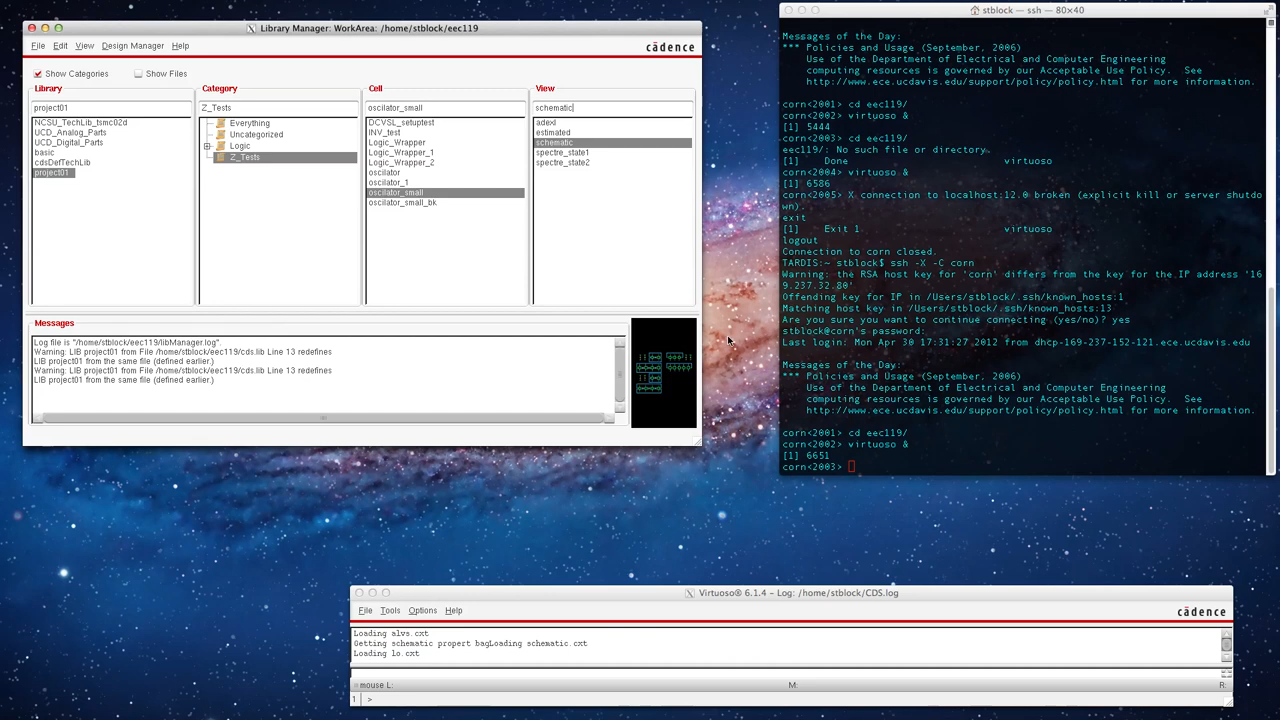 Library Manager: WorkArea: /home/stblock/eec119
File Edit View Design Manager Help
cādence
Show Categories Show Files
Library
project01
NCSU_TechLib_tsmc02d
UCD_Analog_Parts
UCD_Digital_Parts
basic
cdsDefTechLib
project01
Category
Z_Tests
Everything
Uncategorized
Logic
Z_Tests
Cell
oscilator_small
DCVSL_setuptest
INV_test
Logic_Wrapper
Logic_Wrapper_1
Logic_Wrapper_2
oscilator
oscilator_1
oscilator_small
oscilator_small_bk
View
schematic
adexl
estimated
schematic
spectre_state1
spectre_state2
Messages
Log file is "/home/stblock/eec119/libManager.log".
Warning: LIB project01 from File /home/stblock/eec119/cds.lib Line 13 redefines
LIB project01 from the same file (defined earlier.)
Warning: LIB project01 from File /home/stblock/eec119/cds.lib Line 13 redefines
LIB project01 from the same file (defined earlier.)
stblock — ssh — 80×40
Messages of the Day:
*** Policies and Usage (September, 2006)
Use of the Department of Electrical and Computer Engineering
computing resources is governed by our Acceptable Use Policy.  See
http://www.ece.ucdavis.edu/support/policy/policy.html for more information.
corn<2001> cd eec119/
corn<2002> virtuoso &
[1] 5444
corn<2003> cd eec119/
eec119/: No such file or directory.
[1]    Done                          virtuoso
corn<2004> virtuoso &
[1] 6586
corn<2005> X connection to localhost:12.0 broken (explicit kill or server shutdo
wn).
exit
[1]    Exit 1                        virtuoso
logout
Connection to corn closed.
TARDIS:~ stblock$ ssh -X -C corn
Warning: the RSA host key for 'corn' differs from the key for the IP address '16
9.237.32.80'
Offending key for IP in /Users/stblock/.ssh/known_hosts:1
Matching host key in /Users/stblock/.ssh/known_hosts:13
Are you sure you want to continue connecting (yes/no)? yes
stblock@corn's password:
Last login: Mon Apr 30 17:31:27 2012 from dhcp-169-237-152-121.ece.ucdavis.edu
Messages of the Day:
*** Policies and Usage (September, 2006)
Use of the Department of Electrical and Computer Engineering
computing resources is governed by our Acceptable Use Policy.  See
http://www.ece.ucdavis.edu/support/policy/policy.html for more information.
corn<2001> cd eec119/
corn<2002> virtuoso &
[1] 6651
corn<2003>
Virtuoso® 6.1.4 - Log: /home/stblock/CDS.log
File Tools Options Help
cādence
Loading alvs.cxt
Getting schematic propert bagLoading schematic.cxt
Loading lo.cxt
mouse L: M: R:
1 >